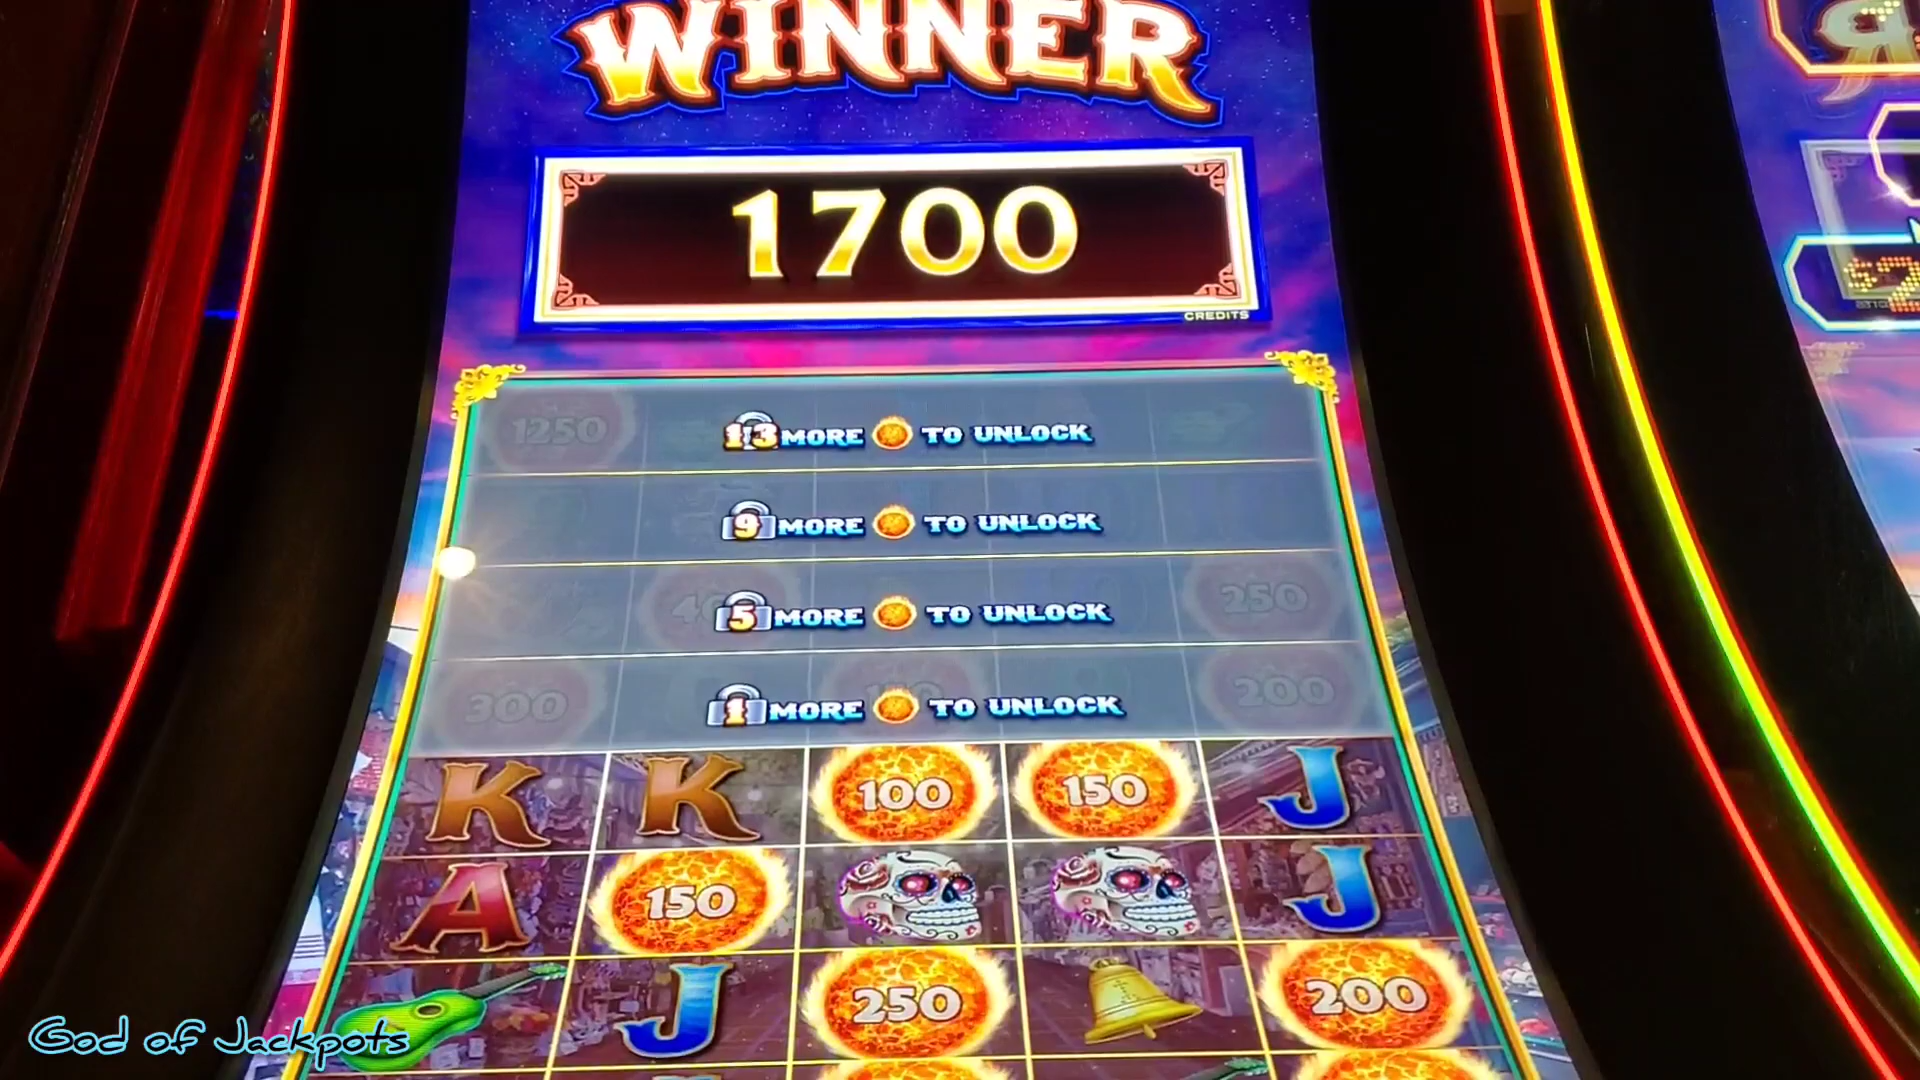 WINNER
1700
CREDITS
1250
13 MORE TO UNLOCK
9 MORE TO UNLOCK
5 MORE TO UNLOCK
250
300
1 MORE TO UNLOCK
200
K K 100 150 J
A 150 J
J 250 200
God of Jackpots